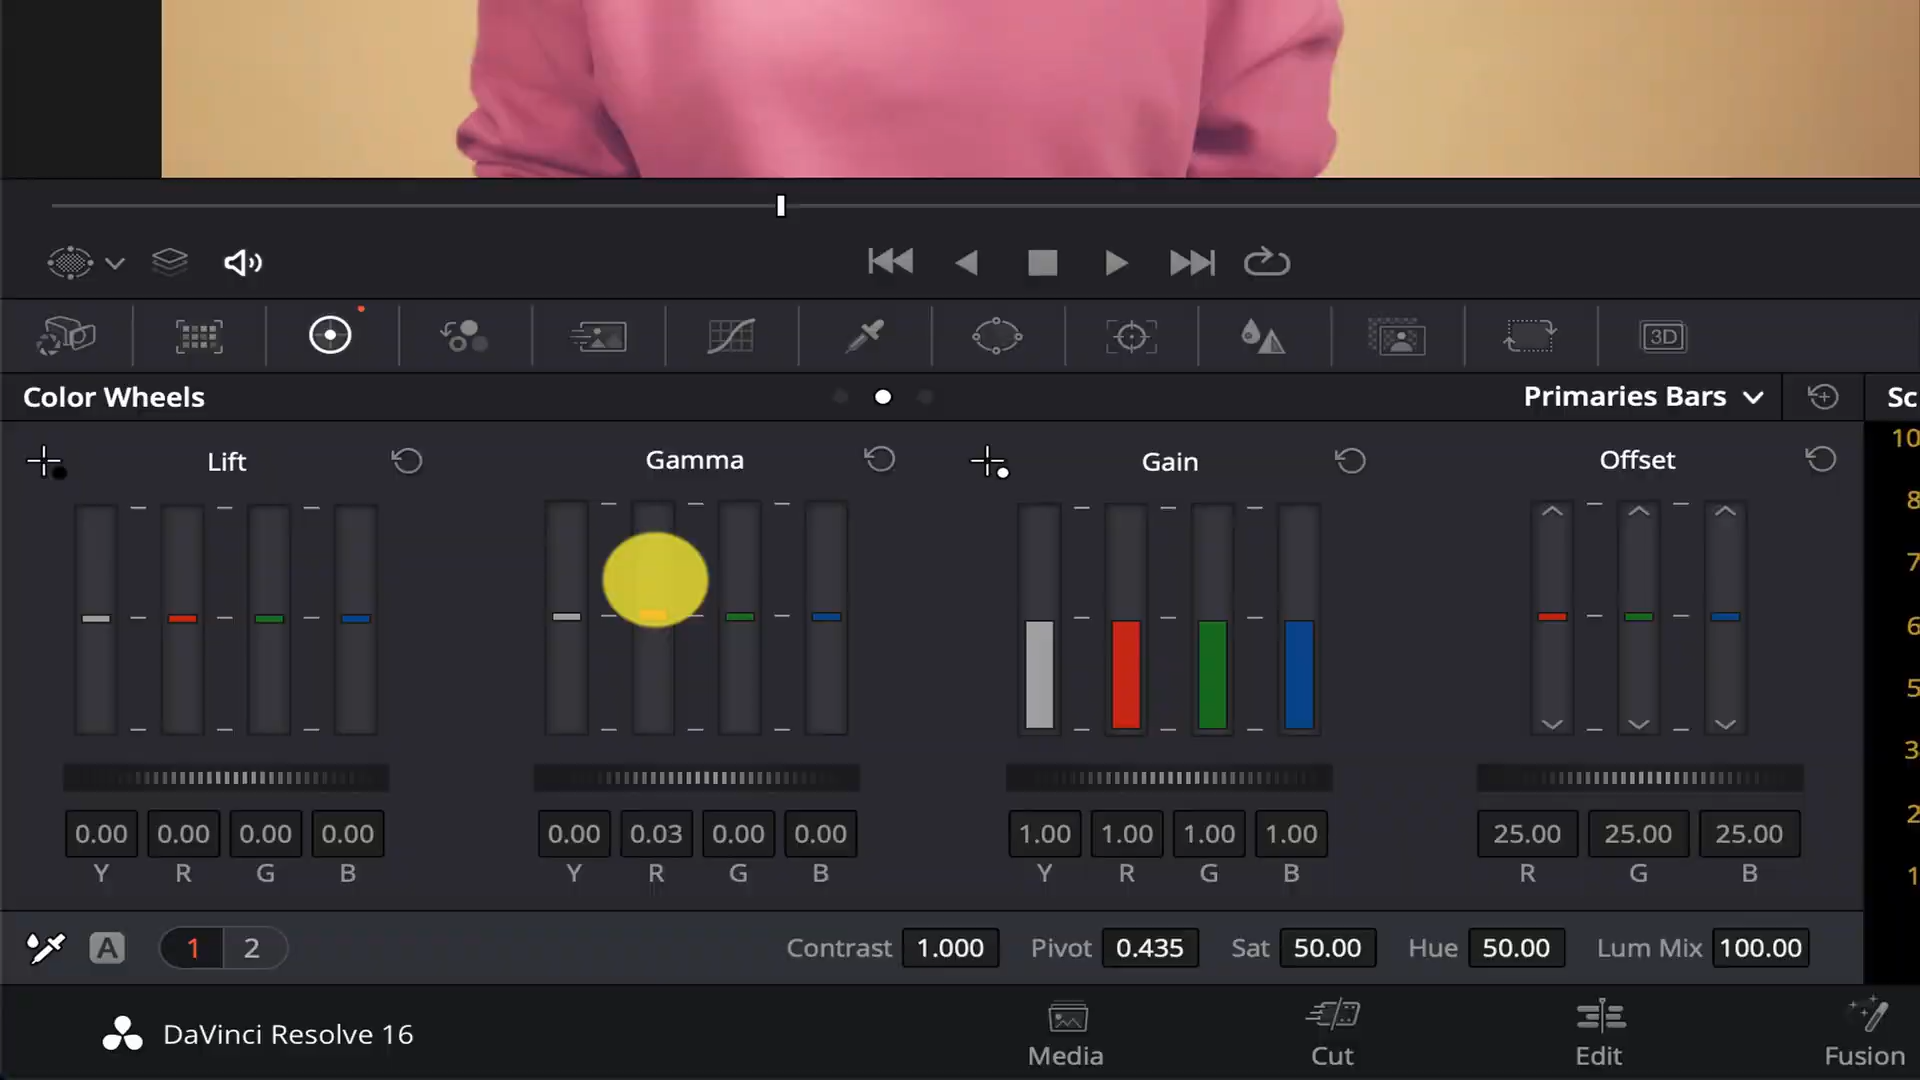 3D
Color Wheels
Primaries Bars
Sc
Lift
Gamma
Gain
Offset
10
8
7
6
5
3
2
1
0.00 0.00 0.00 0.00
0.00 0.03 0.00 0.00
1.00 1.00 1.00 1.00
25.00 25.00 25.00
Y R G B
Y R G B
Y R G B
R G B
A 1 2 Contrast 1.000 Pivot 0.435 Sat 50.00 Hue 50.00 Lum Mix 100.00
DaVinci Resolve 16
Media
Cut
Edit
Fusion